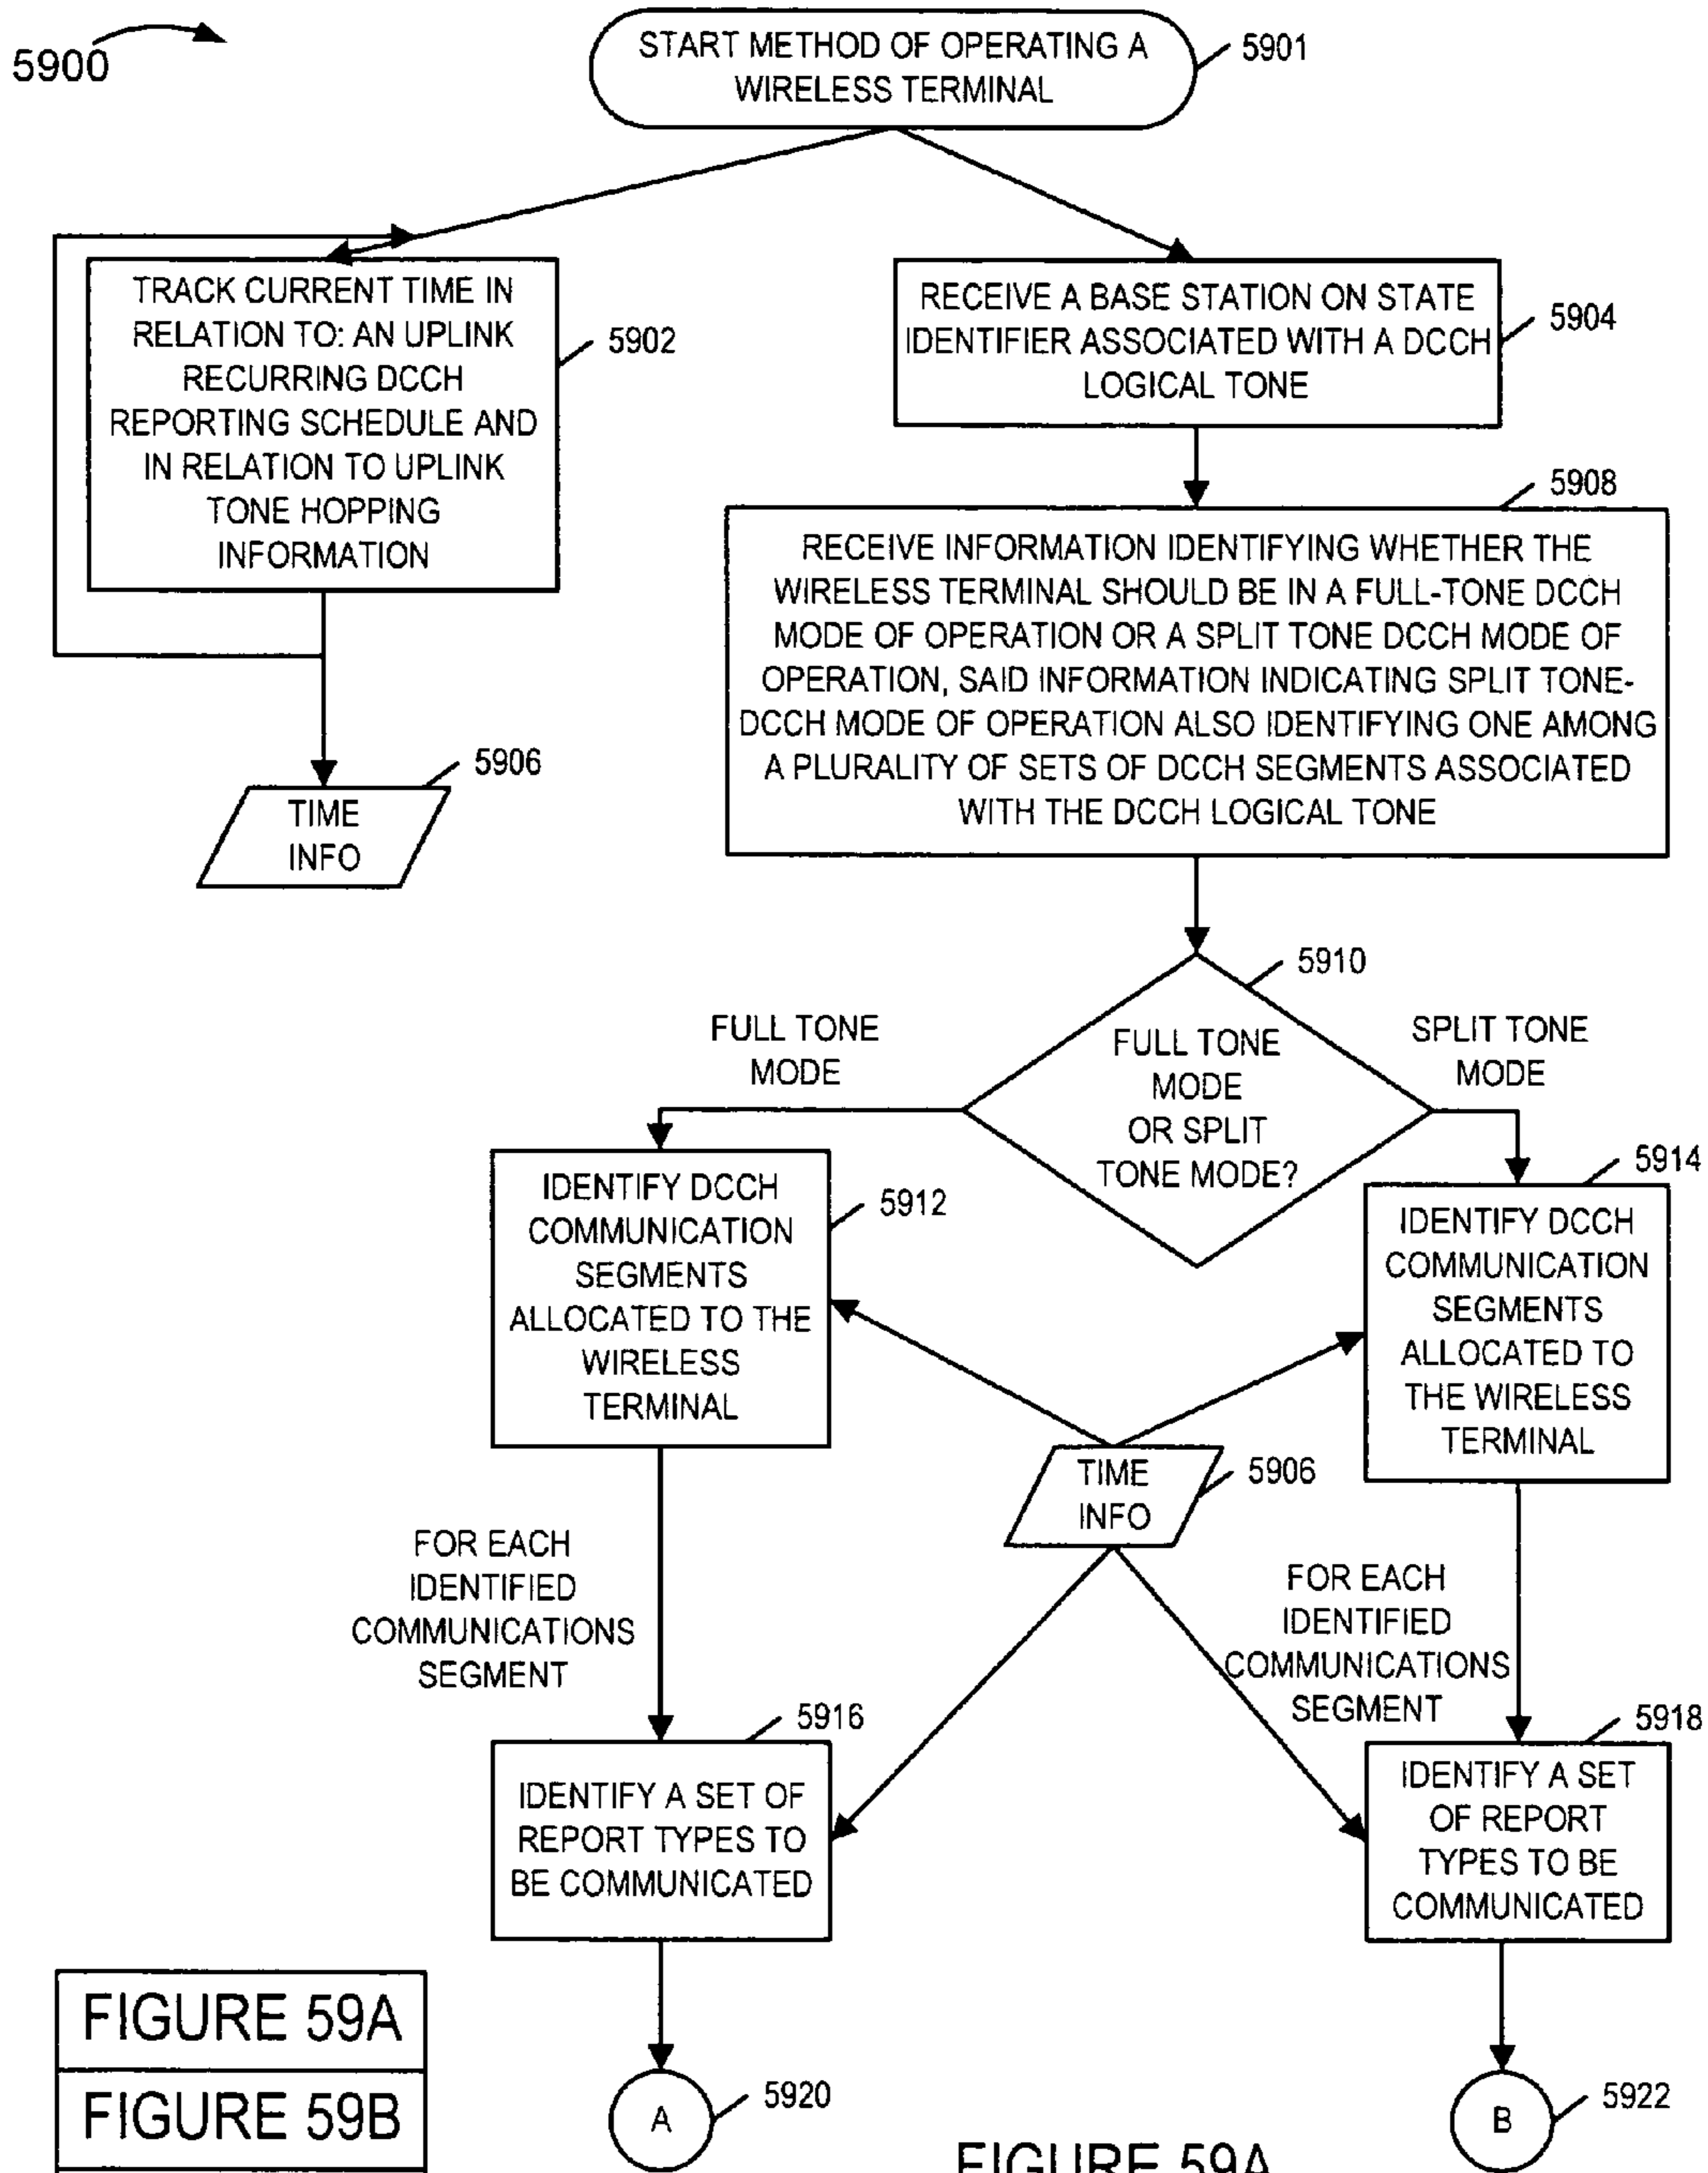 5900
START METHOD OF OPERATING A
WIRELESS TERMINAL
5901
TRACK CURRENT TIME IN
RELATION TO: AN UPLINK
RECURRING DCCH
REPORTING SCHEDULE AND
IN RELATION TO UPLINK
TONE HOPPING
INFORMATION
5902
RECEIVE A BASE STATION ON STATE
IDENTIFIER ASSOCIATED WITH A DCCH
LOGICAL TONE
5904
TIME
INFO
5906
5908
RECEIVE INFORMATION IDENTIFYING WHETHER THE
WIRELESS TERMINAL SHOULD BE IN A FULL-TONE DCCH
MODE OF OPERATION OR A SPLIT TONE DCCH MODE OF
OPERATION, SAID INFORMATION INDICATING SPLIT TONE-
DCCH MODE OF OPERATION ALSO IDENTIFYING ONE AMONG
A PLURALITY OF SETS OF DCCH SEGMENTS ASSOCIATED
WITH THE DCCH LOGICAL TONE
5910
FULL TONE
MODE
OR SPLIT
TONE MODE?
FULL TONE
MODE
SPLIT TONE
MODE
IDENTIFY DCCH
COMMUNICATION
SEGMENTS
ALLOCATED TO THE
WIRELESS
TERMINAL
5912
5914
IDENTIFY DCCH
COMMUNICATION
SEGMENTS
ALLOCATED TO
THE WIRELESS
TERMINAL
TIME
INFO
5906
FOR EACH
IDENTIFIED
COMMUNICATIONS
SEGMENT
FOR EACH
IDENTIFIED
COMMUNICATIONS
SEGMENT
5916
IDENTIFY A SET OF
REPORT TYPES TO
BE COMMUNICATED
5918
IDENTIFY A SET
OF REPORT
TYPES TO BE
COMMUNICATED
FIGURE 59A
FIGURE 59B
A
5920
B
5922
FIGURE 59A